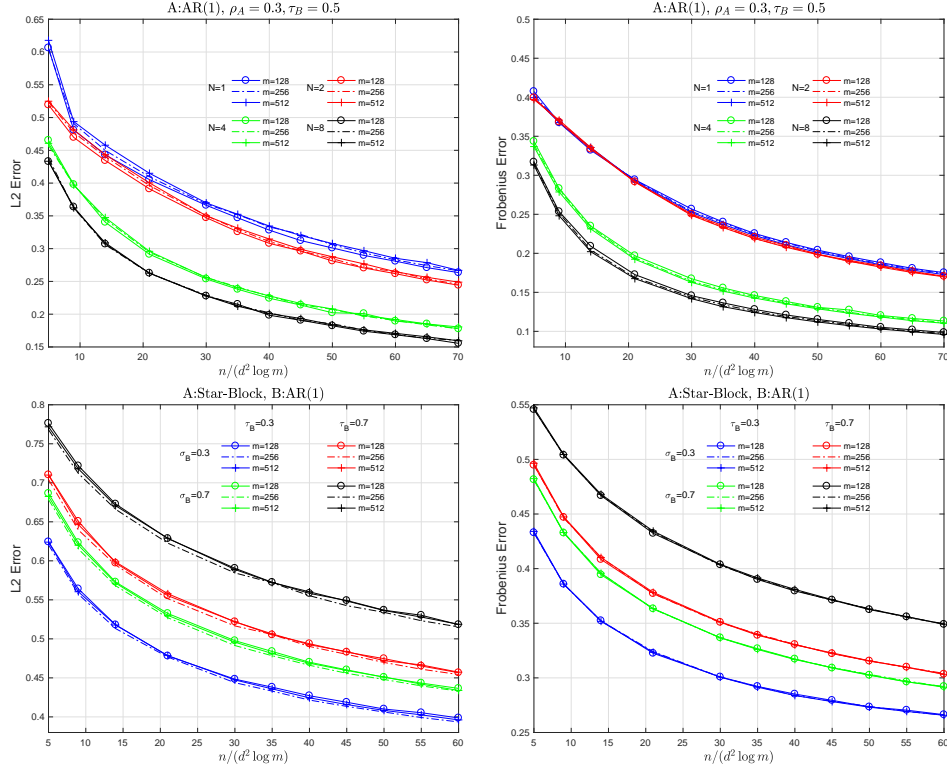 A:AR(1), ρ_A = 0.3, τ_B = 0.5
0.65
0.6
0.55
0.5
0.45
0.4
0.35
0.3
0.25
0.2
0.15
L2 Error
N=1
m=128
m=256
m=512
N=2
m=128
m=256
m=512
N=4
m=128
m=256
m=512
N=8
m=128
m=256
m=512
10 20 30 40 50 60 70
n/(d² log m)
A:AR(1), ρ_A = 0.3, τ_B = 0.5
0.5
0.4
0.35
0.3
0.25
0.2
0.15
0.1
Frobenius Error
N=1
m=128
m=256
m=512
N=2
m=128
m=256
m=512
N=4
m=128
m=256
m=512
N=8
m=128
m=256
m=512
10 20 30 40 50 60 70
n/(d² log m)
A:Star-Block, B:AR(1)
0.8
0.75
0.7
0.65
0.6
0.55
0.5
0.45
0.4
L2 Error
τ_B=0.3 τ_B=0.7
σ_B=0.3
m=128
m=256
m=512
m=128
m=256
m=512
σ_B=0.7
m=128
m=256
m=512
m=128
m=256
m=512
5 10 15 20 25 30 35 40 45 50 55 60
n/(d² log m)
A:Star-Block, B:AR(1)
0.55
0.5
0.45
0.4
0.35
0.3
0.25
Frobenius Error
τ_B=0.3 τ_B=0.7
σ_B=0.3
m=128
m=256
m=512
m=128
m=256
m=512
σ_B=0.7
m=128
m=256
m=512
m=128
m=256
m=512
5 10 15 20 25 30 35 40 45 50 55 60
n/(d² log m)